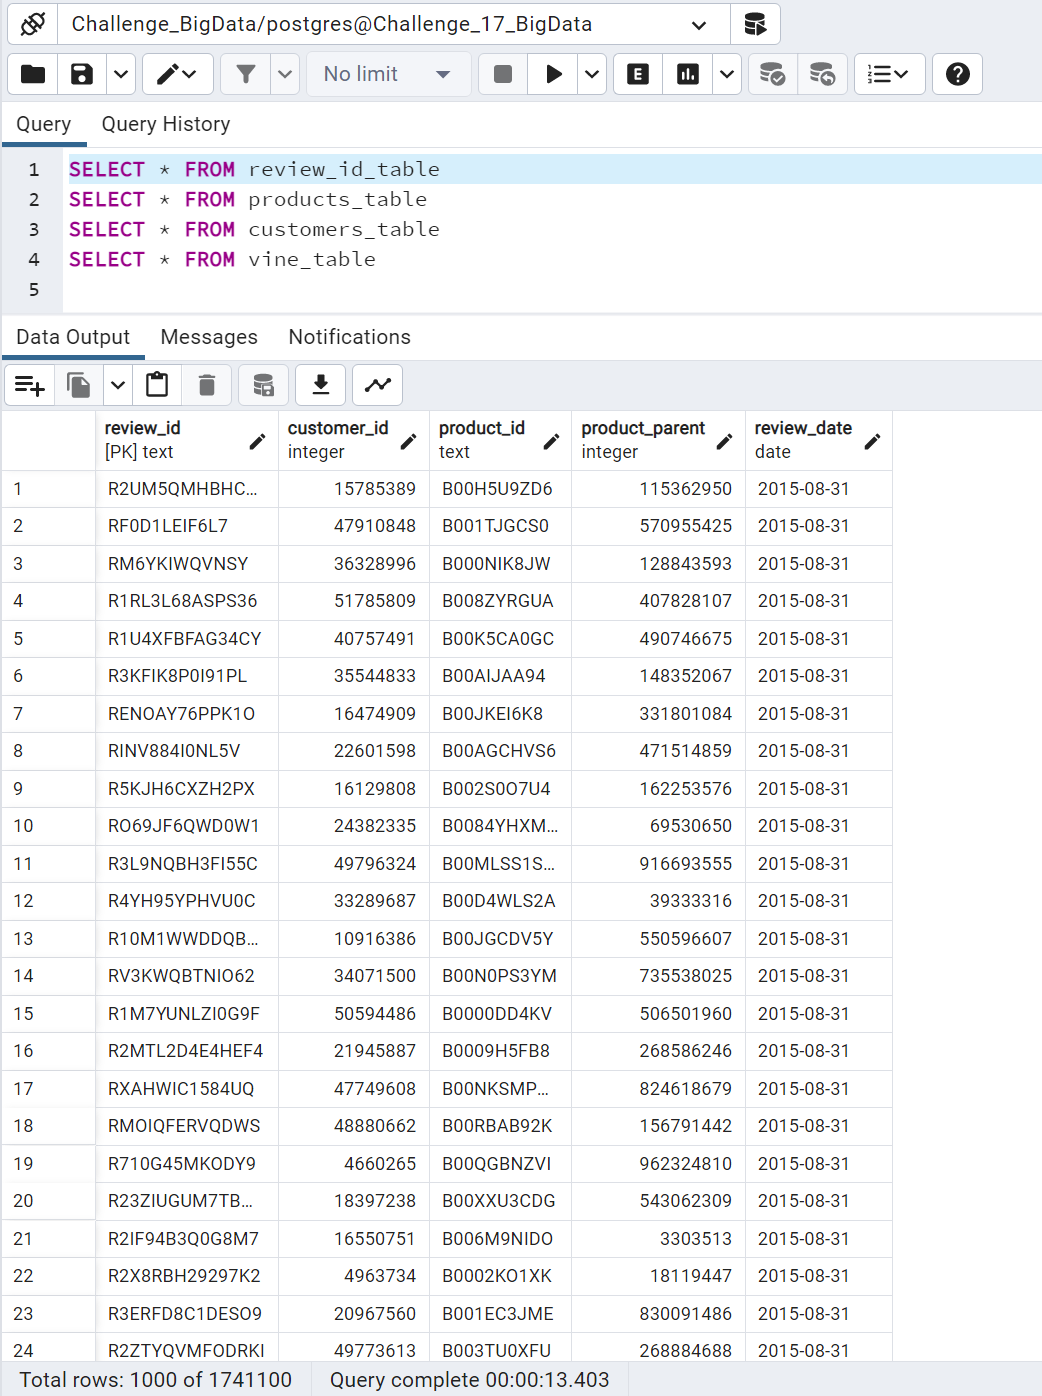 Challenge_BigData/postgres@Challenge_17_BigData
No limit
E
Query Query History
1 SELECT * FROM review_id_table
2 SELECT * FROM products_table
3 SELECT * FROM customers_table
4 SELECT * FROM vine_table
5
Data Output Messages Notifications
review_id customer_id product_id product_parent review_date
[PK] text integer text integer date
1 R2UM5QMHBHC... 15785389 B00H5U9ZD6 115362950 2015-08-31
2 RF0D1LEIF6L7 47910848 B001TJGCS0 570955425 2015-08-31
3 RM6YKIWQVNSY 36328996 B000NIK8JW 128843593 2015-08-31
4 R1RL3L68ASPS36 51785809 B008ZYRGUA 407828107 2015-08-31
5 R1U4XFBFAG34CY 40757491 B00K5CA0GC 490746675 2015-08-31
6 R3KFIK8P0I91PL 35544833 B00AIJAA94 148352067 2015-08-31
7 RENOAY76PPK1O 16474909 B00JKEI6K8 331801084 2015-08-31
8 RINV884I0NL5V 22601598 B00AGCHVS6 471514859 2015-08-31
9 R5KJH6CXZH2PX 16129808 B002S0O7U4 162253576 2015-08-31
10 RO69JF6QWD0W1 24382335 B0084YHXM... 69530650 2015-08-31
11 R3L9NQBH3FI55C 49796324 B00MLSS1S... 916693555 2015-08-31
12 R4YH95YPHVU0C 33289687 B00D4WLS2A 39333316 2015-08-31
13 R10M1WWDDQB... 10916386 B00JGCDV5Y 550596607 2015-08-31
14 RV3KWQBTNIO62 34071500 B00N0PS3YM 735538025 2015-08-31
15 R1M7YUNLZI0G9F 50594486 B0000DD4KV 506501960 2015-08-31
16 R2MTL2D4E4HEF4 21945887 B0009H5FB8 268586246 2015-08-31
17 RXAHWIC1584UQ 47749608 B00NKSMP... 824618679 2015-08-31
18 RMOIQFERVQDWS 48880662 B00RBAB92K 156791442 2015-08-31
19 R710G45MKODY9 4660265 B00QGBNZVI 962324810 2015-08-31
20 R23ZIUGUM7TB... 18397238 B00XXU3CDG 543062309 2015-08-31
21 R2IF94B3Q0G8M7 16550751 B006M9NIDO 3303513 2015-08-31
22 R2X8RBH29297K2 4963734 B0002KO1XK 18119447 2015-08-31
23 R3ERFD8C1DESO9 20967560 B001EC3JME 830091486 2015-08-31
24 R2ZTYQVMFODRKI 49773613 B003TU0XFU 268884688 2015-08-31
Total rows: 1000 of 1741100 Query complete 00:00:13.403